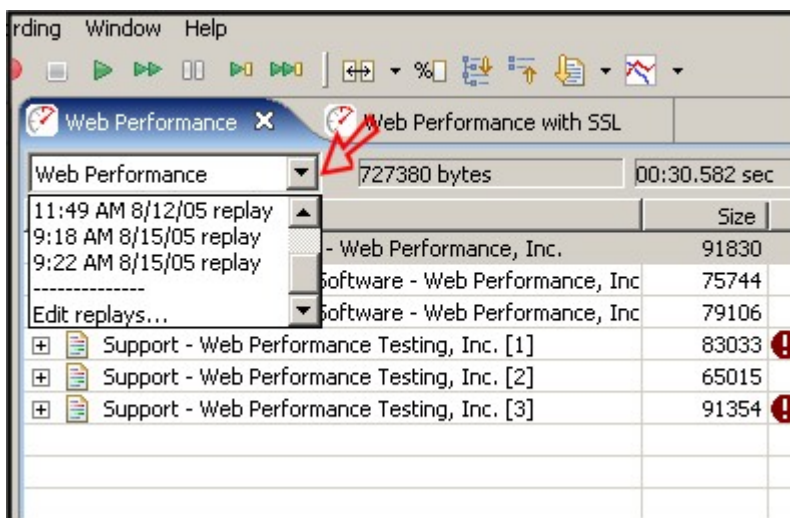 rding Window Help
Web Performance Web Performance with SSL
Web Performance 727380 bytes 00:30.582 sec
11:49 AM 8/12/05 replay
9:18 AM 8/15/05 replay
9:22 AM 8/15/05 replay
--------------
Edit replays...
Size
- Web Performance, Inc. 91830
Software - Web Performance, Inc 75744
Software - Web Performance, Inc 79106
Support - Web Performance Testing, Inc. [1] 83033
Support - Web Performance Testing, Inc. [2] 65015
Support - Web Performance Testing, Inc. [3] 91354